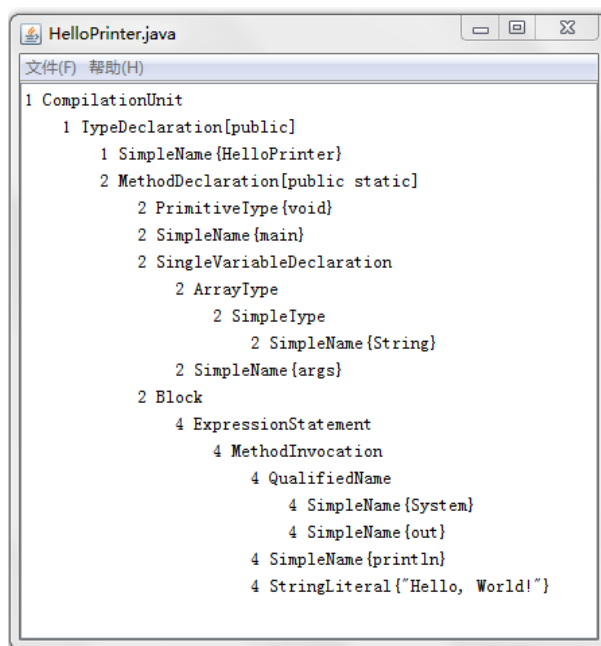 HelloPrinter.java
文件(F) 帮助(H)
1 CompilationUnit
1 TypeDeclaration[public]
1 SimpleName{HelloPrinter}
2 MethodDeclaration[public static]
2 PrimitiveType{void}
2 SimpleName{main}
2 SingleVariableDeclaration
2 ArrayType
2 SimpleType
2 SimpleName{String}
2 SimpleName{args}
2 Block
4 ExpressionStatement
4 MethodInvocation
4 QualifiedName
4 SimpleName{System}
4 SimpleName{out}
4 SimpleName{println}
4 StringLiteral{"Hello, World!"}